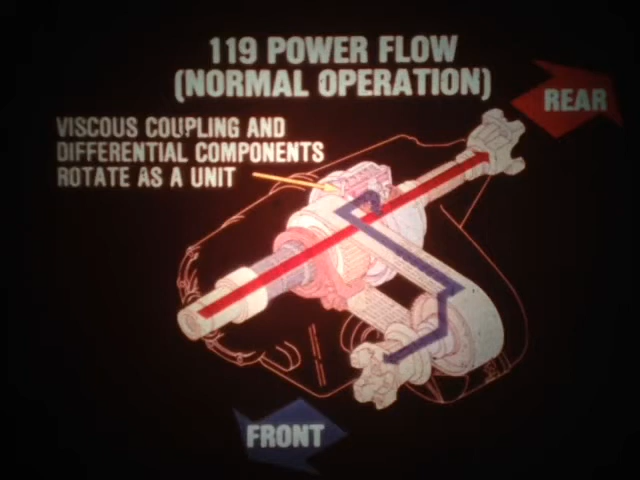 119 POWER FLOW
(NORMAL OPERATION)
REAR
VISCOUS COUPLING AND
DIFFERENTIAL COMPONENTS
ROTATE AS A UNIT
FRONT